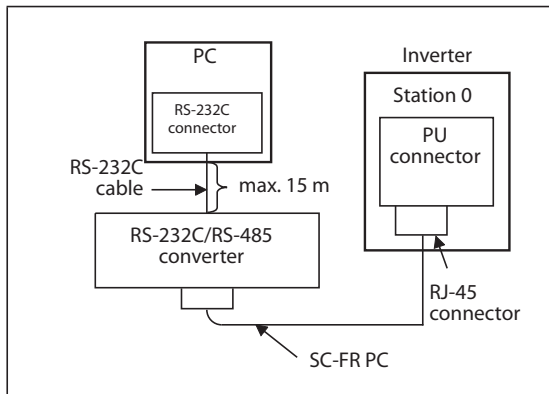 PC
RS-232C
connector
RS-232C
cable
max. 15 m
RS-232C/RS-485
converter
SC-FR PC
Inverter
Station 0
PU
connector
RJ-45
connector